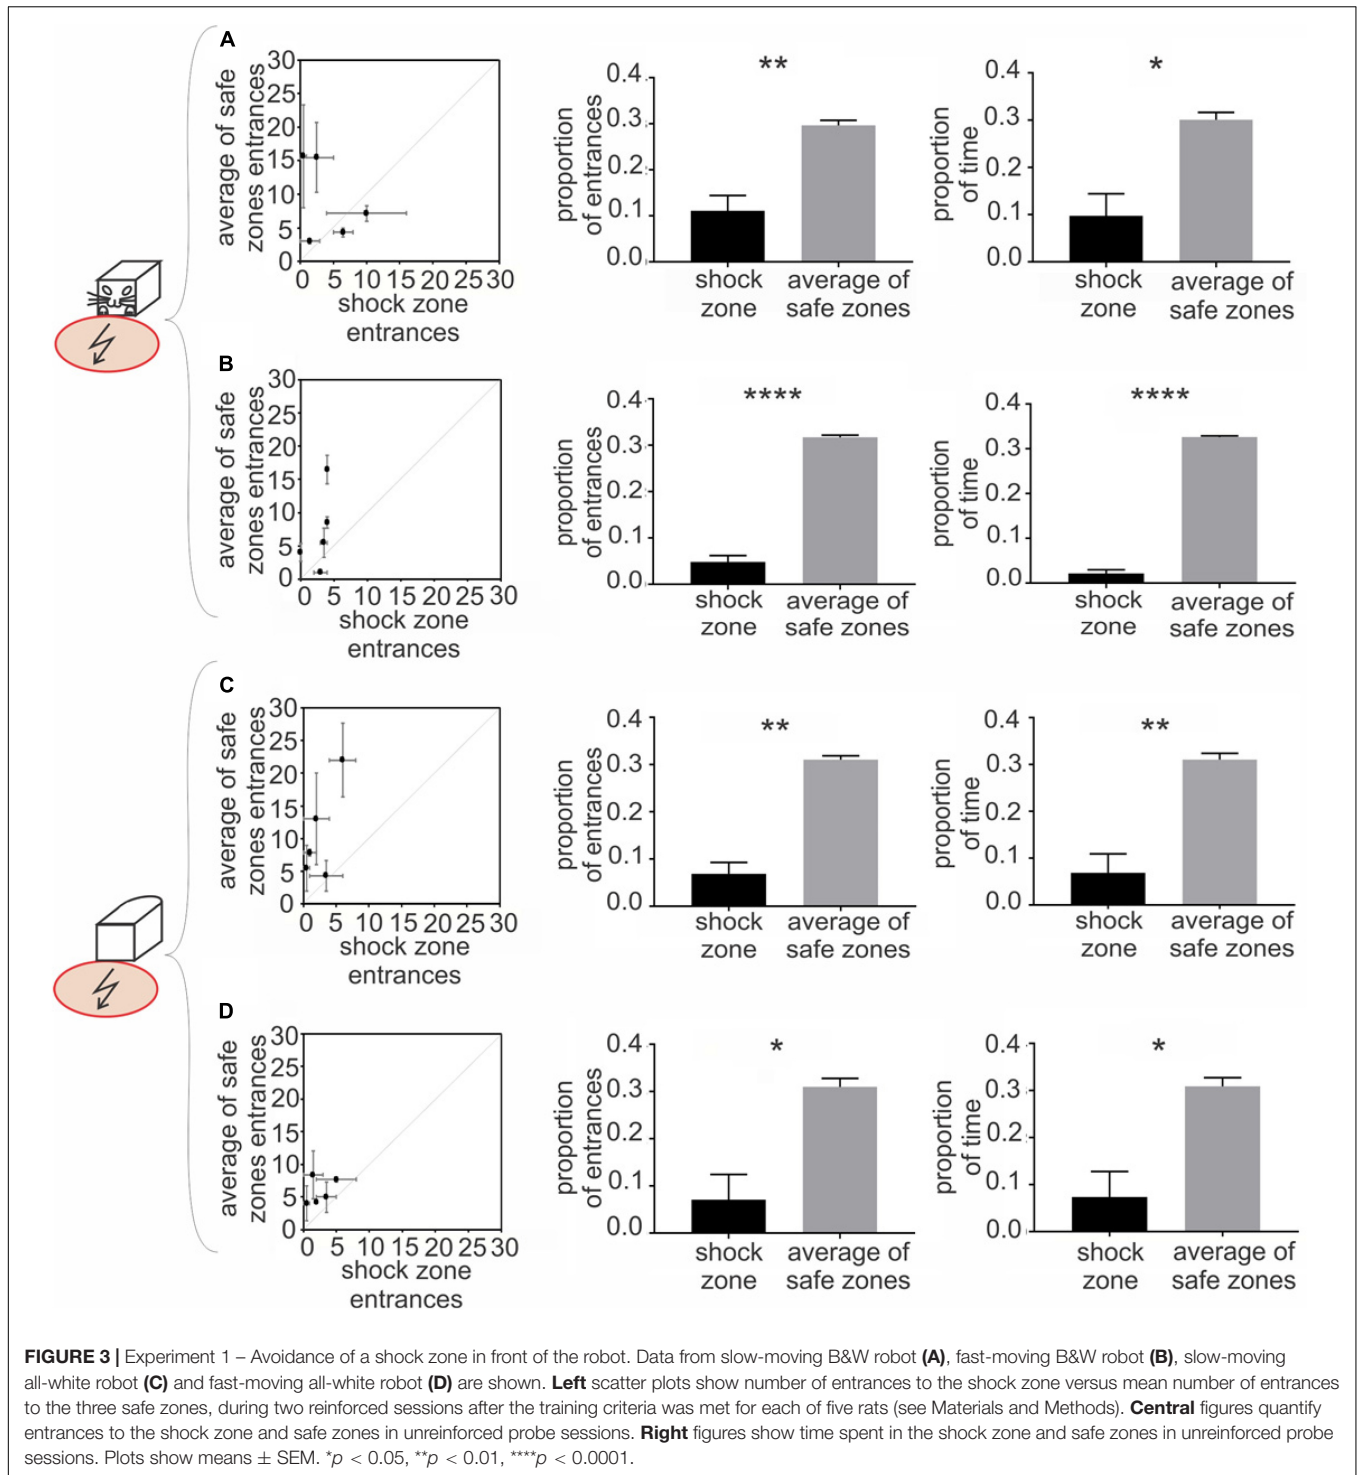 A
average of safe
zones entrances
30
25
20
15
10
5
0
0 5 10 15 20 25 30
shock zone
entrances
**
proportion
of entrances
0.4
0.3
0.2
0.1
0.0
shock
zone
average of
safe zones
*
proportion
of time
0.4
0.3
0.2
0.1
0.0
shock
zone
average of
safe zones
B
average of safe
zones entrances
30
25
20
15
10
5
0
0 5 10 15 20 25 30
shock zone
entrances
****
proportion
of entrances
0.4
0.3
0.2
0.1
0.0
shock
zone
average of
safe zones
****
proportion
of time
0.4
0.3
0.2
0.1
0.0
shock
zone
average of
safe zones
C
average of safe
zones entrances
30
25
20
15
10
5
0
0 5 10 15 20 25 30
shock zone
entrances
**
proportion
of entrances
0.4
0.3
0.2
0.1
0.0
shock
zone
average of
safe zones
**
proportion
of time
0.4
0.3
0.2
0.1
0.0
shock
zone
average of
safe zones
D
average of safe
zones entrances
30
25
20
15
10
5
0
0 5 10 15 20 25 30
shock zone
entrances
*
proportion
of entrances
0.4
0.3
0.2
0.1
0.0
shock
zone
average of
safe zones
*
proportion
of time
0.4
0.3
0.2
0.1
0.0
shock
zone
average of
safe zones
FIGURE 3 | Experiment 1 – Avoidance of a shock zone in front of the robot. Data from slow-moving B&W robot (A), fast-moving B&W robot (B), slow-moving
all-white robot (C) and fast-moving all-white robot (D) are shown. Left scatter plots show number of entrances to the shock zone versus mean number of entrances
to the three safe zones, during two reinforced sessions after the training criteria was met for each of five rats (see Materials and Methods). Central figures quantify
entrances to the shock zone and safe zones in unreinforced probe sessions. Right figures show time spent in the shock zone and safe zones in unreinforced probe
sessions. Plots show means ± SEM. *p < 0.05, **p < 0.01, ****p < 0.0001.